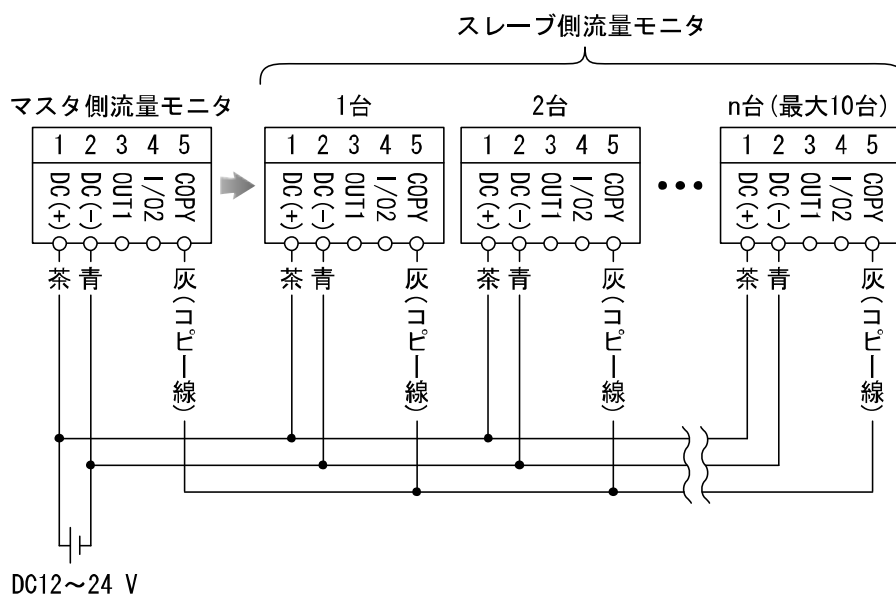 スレーブ側流量モニタ
マスタ側流量モニタ
1 2 3 4 5
DC(+) DC(-) OUT1 I/O2 COPY
茶 青 灰(コピー線)
1台
1 2 3 4 5
DC(+) DC(-) OUT1 I/O2 COPY
茶 青 灰(コピー線)
2台
1 2 3 4 5
DC(+) DC(-) OUT1 I/O2 COPY
茶 青 灰(コピー線)
•••
n台(最大10台)
1 2 3 4 5
DC(+) DC(-) OUT1 I/O2 COPY
茶 青 灰(コピー線)
DC12～24 V